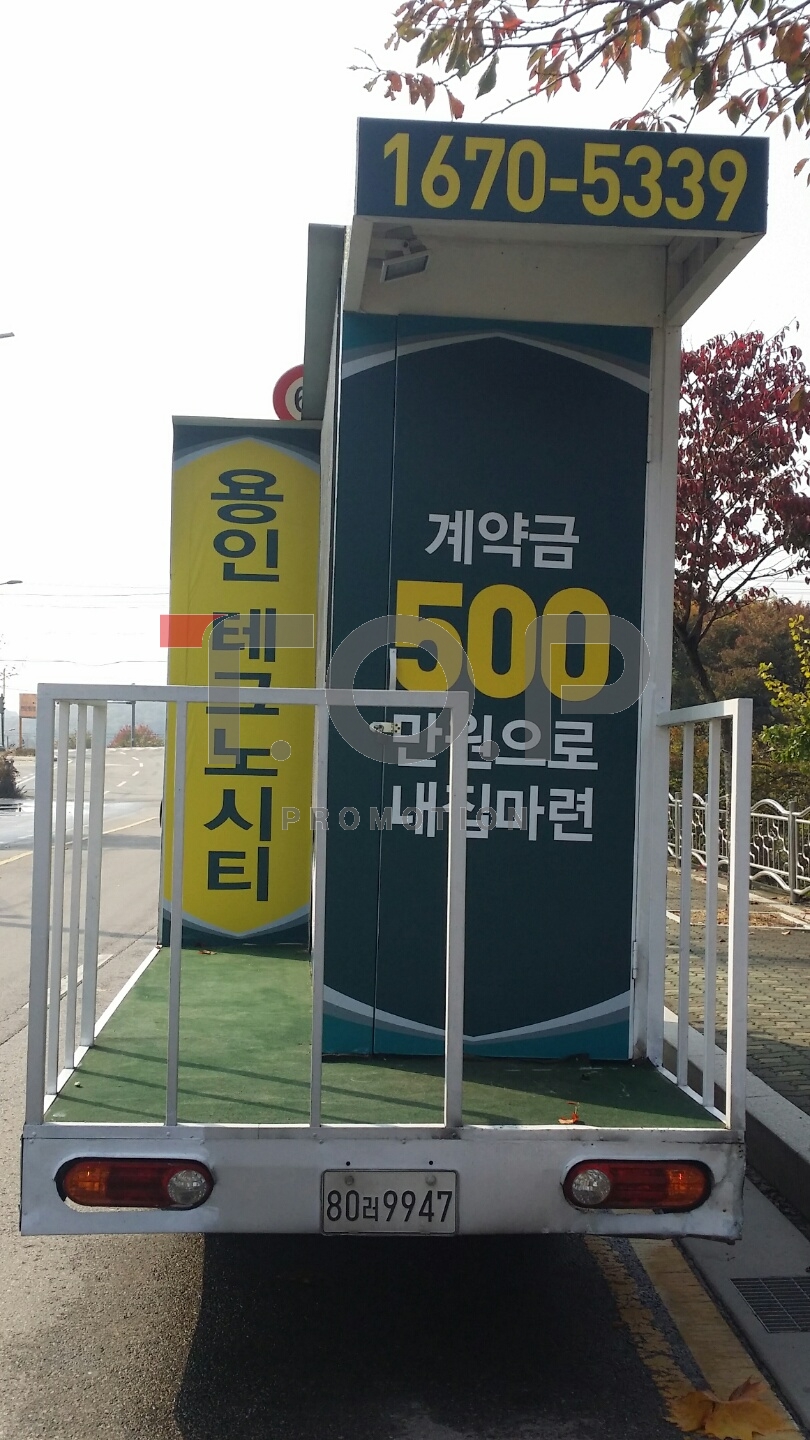 1670-5339
계약금
500
만원으로
내집마련
용인 테크노시티
T.O.P
PROMOTION
80러9947
6